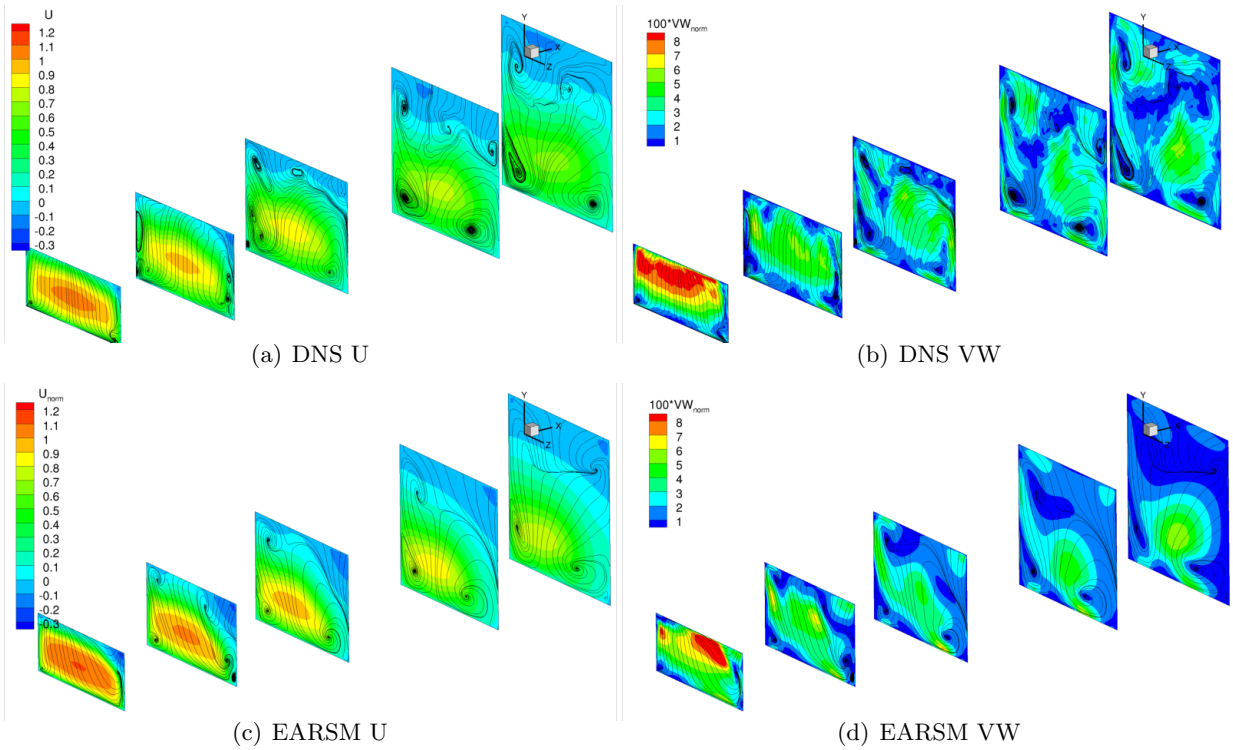 U
1.2
1.1
1
0.9
0.8
0.7
0.6
0.5
0.4
0.3
0.2
0.1
0
-0.1
-0.2
-0.3
Y
X
Z
(a) DNS U
100*VWnorm
8
7
6
5
4
3
2
1
Y
X
Z
(b) DNS VW
Unorm
1.2
1.1
1
0.9
0.8
0.7
0.6
0.5
0.4
0.3
0.2
0.1
0
-0.1
-0.2
-0.3
Y
X
Z
(c) EARSM U
100*VWnorm
8
7
6
5
4
3
2
1
Y
Z
(d) EARSM VW